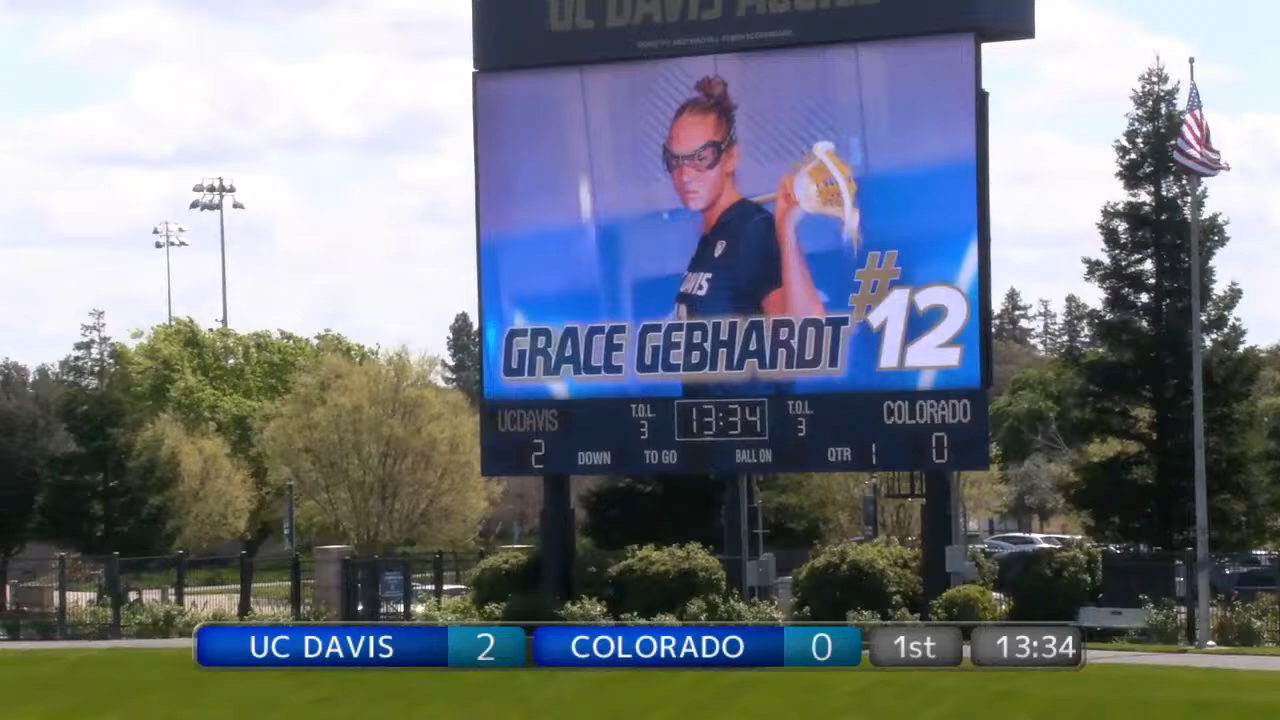 UC DAVIS
DAVIS
#12
GRACE GEBHARDT
UCDAVIS
T.O.L.
3
13:34
T.O.L.
3
COLORADO
2
DOWN
TO GO
BALL ON
QTR 1
0
UC DAVIS 2 COLORADO 0 1st 13:34